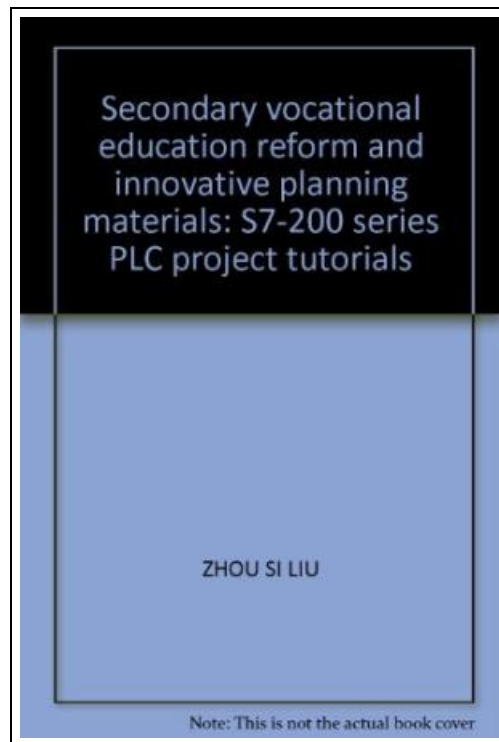 Secondary vocational
education reform and
innovative planning
materials: S7-200 series
PLC project tutorials
ZHOU SI LIU
Note: This is not the actual book cover